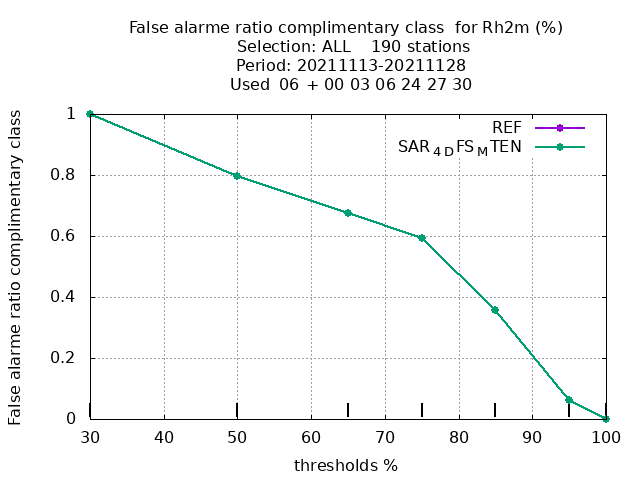 False alarme ratio complimentary class  for Rh2m (%)
Selection: ALL    190 stations
Period: 20211113-20211128
Used  06  + 00 03 06 24 27 30
REF
SAR4DFSMTEN
False alarme ratio complimentary class
1
0.8
0.6
0.4
0.2
0
30 40 50 60 70 80 90 100
thresholds %